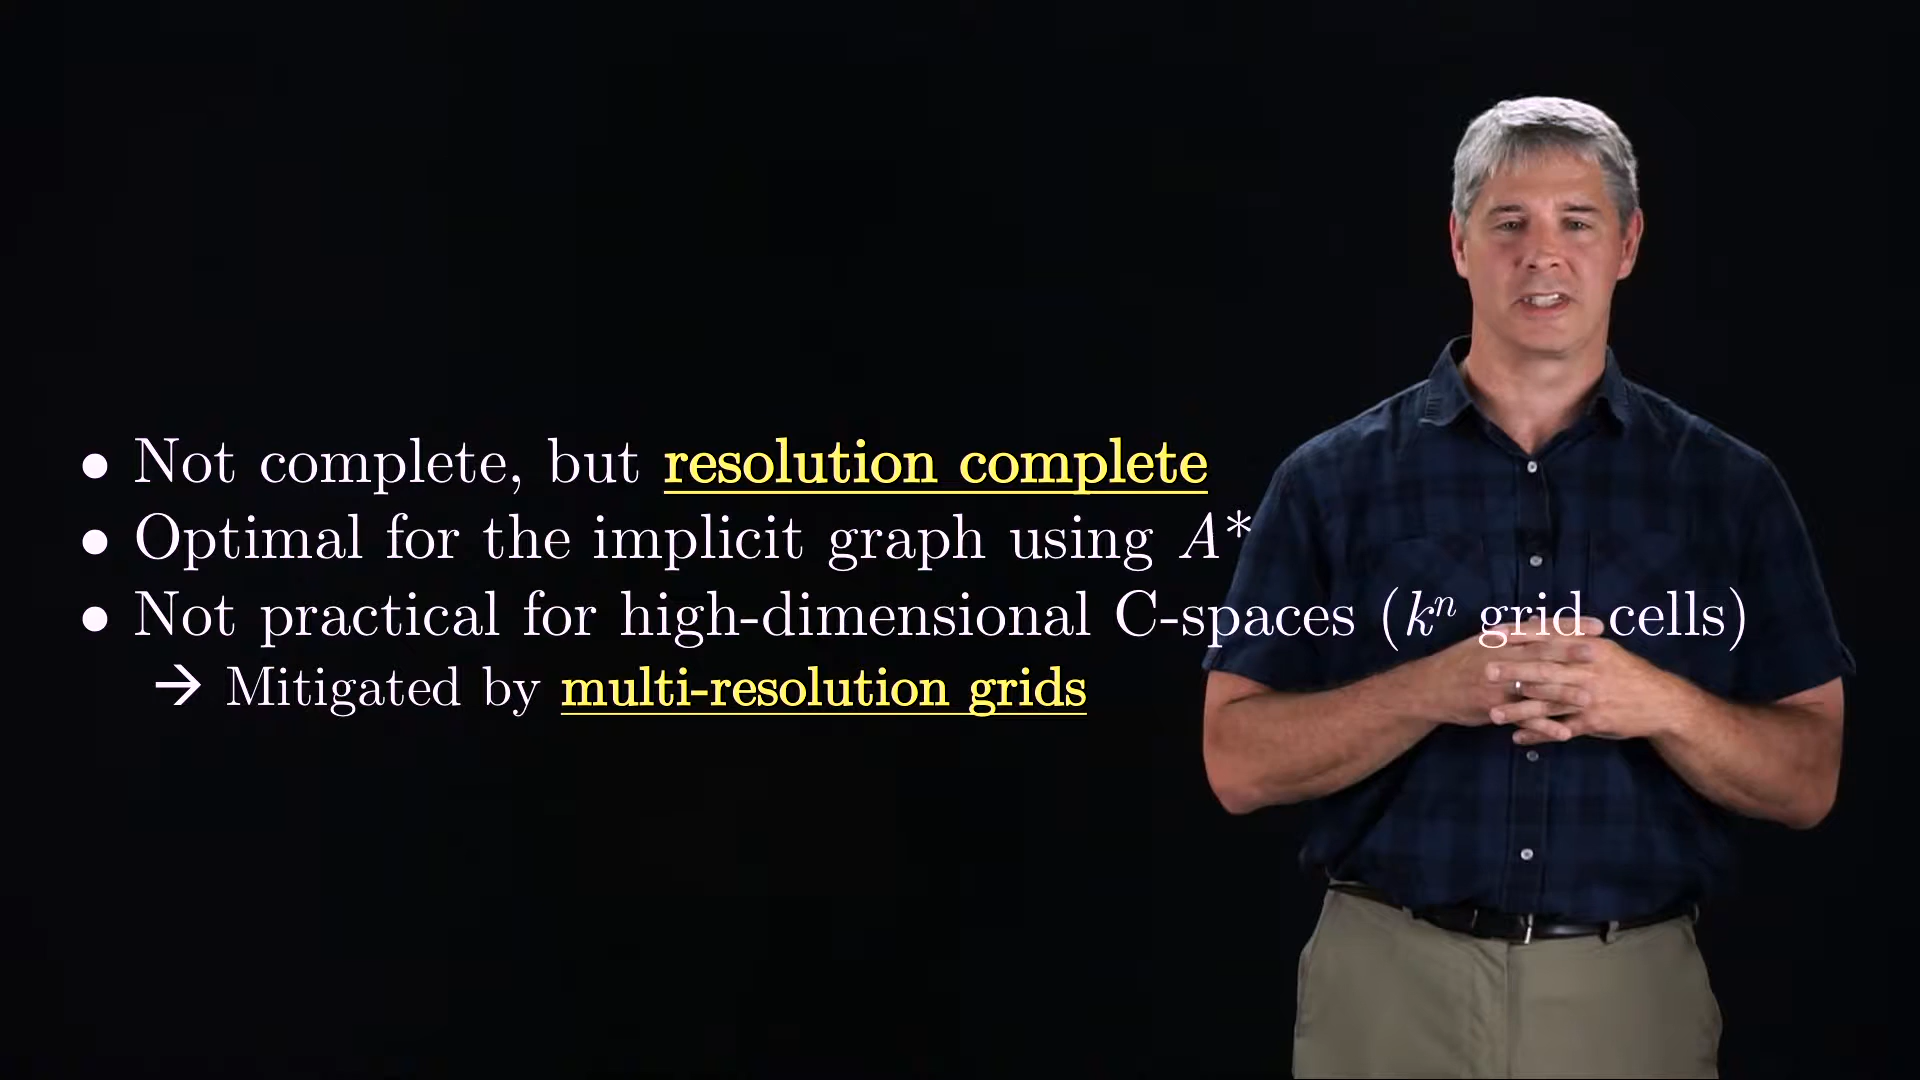 • Not complete, but resolution complete
• Optimal for the implicit graph using A*
• Not practical for high-dimensional C-spaces (kⁿ grid cells)
→ Mitigated by multi-resolution grids